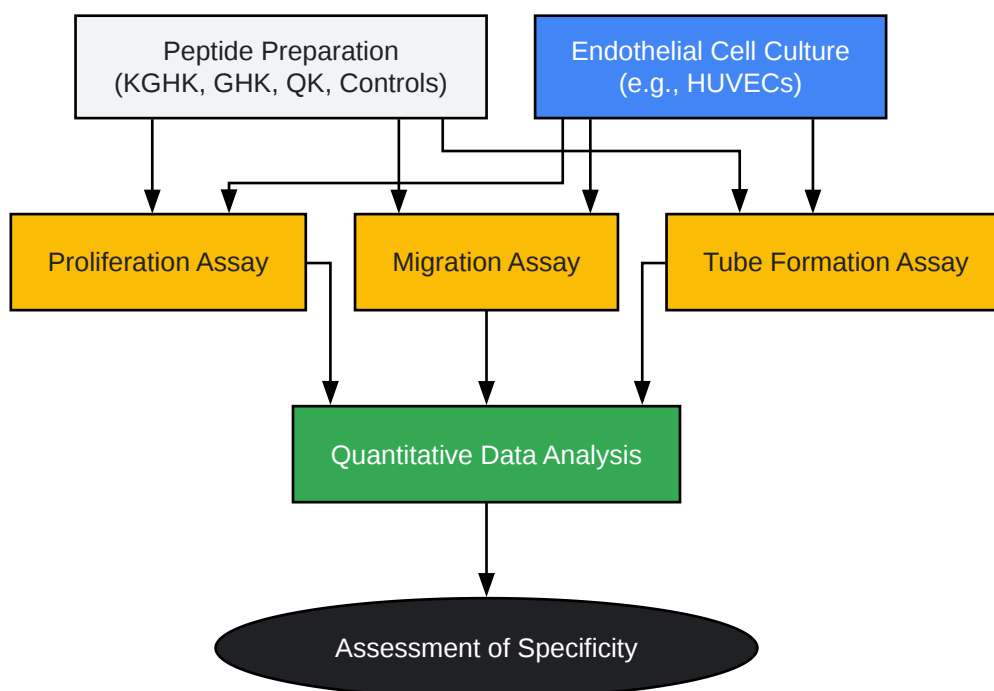 Peptide Preparation
(KGHK, GHK, QK, Controls)
Endothelial Cell Culture
(e.g., HUVECs)
Proliferation Assay
Migration Assay
Tube Formation Assay
Quantitative Data Analysis
Assessment of Specificity